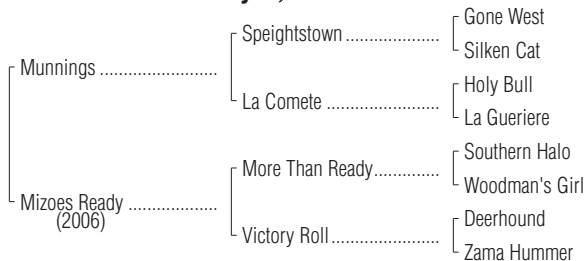 Gone West
Speightstown
Silken Cat
Munnings
Holy Bull
La Comete
La Gueriere
Southern Halo
More Than Ready
Woodman's Girl
Mizoes Ready
(2006)
Deerhound
Victory Roll
Zama Hummer